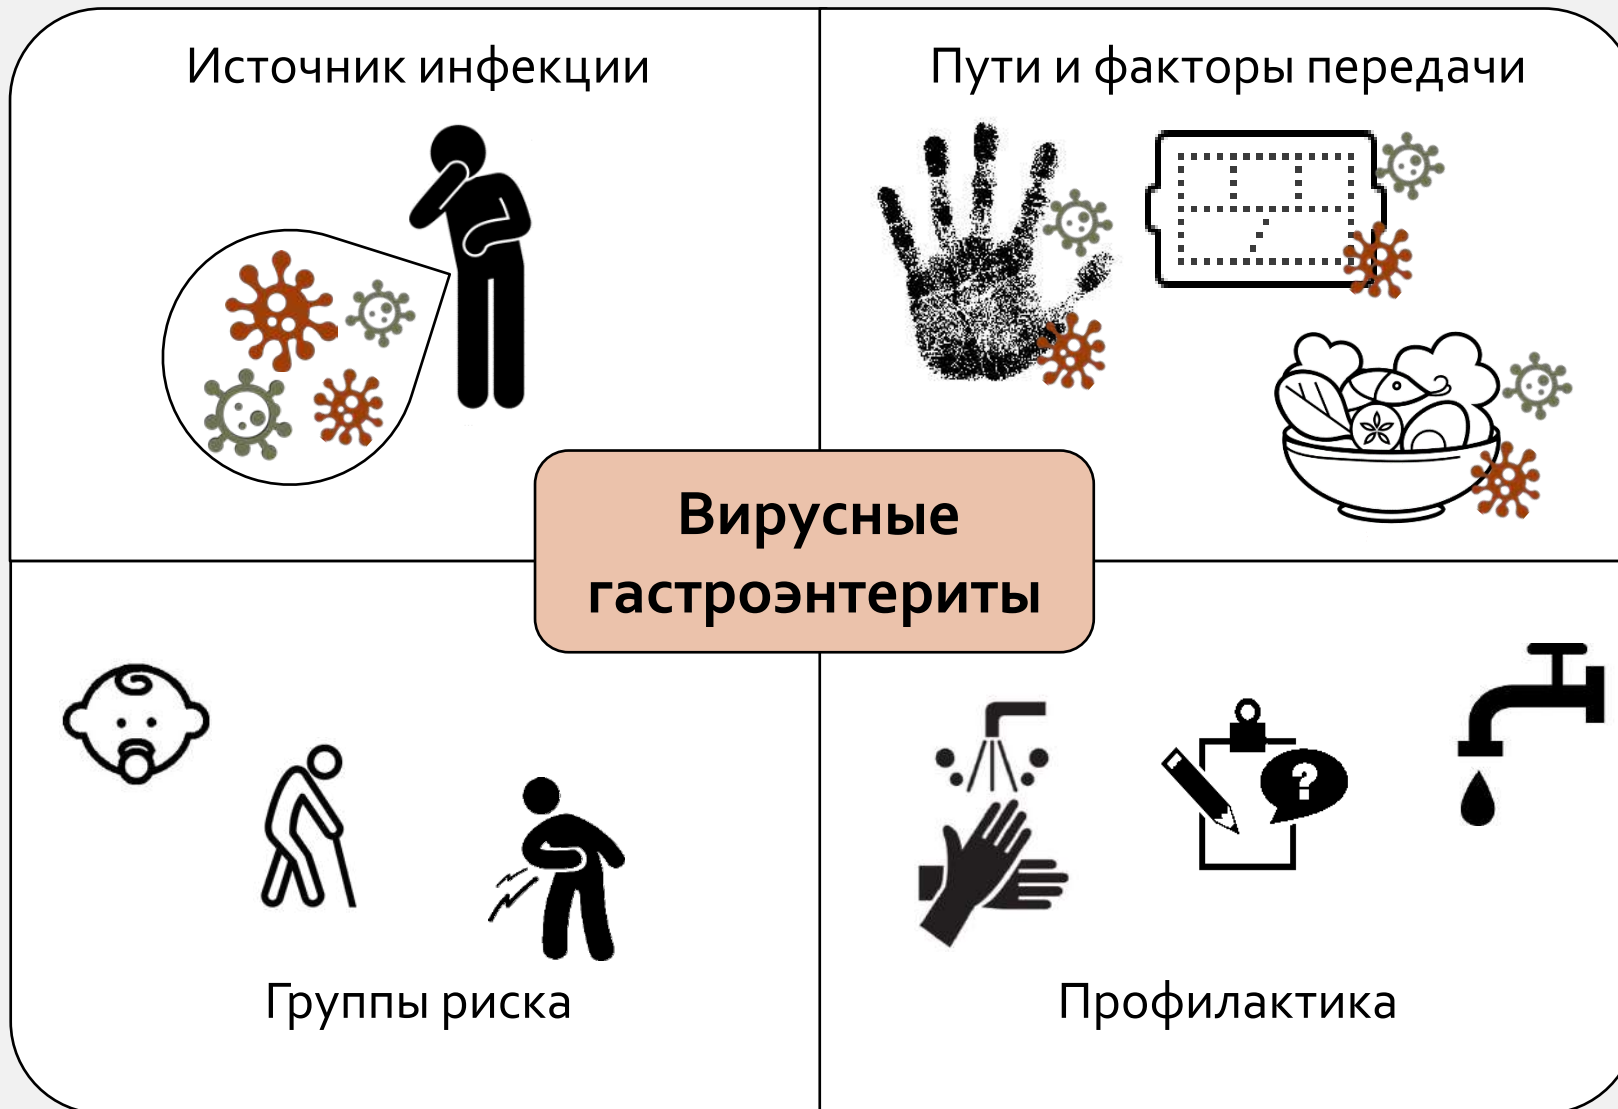 Источник инфекции
Пути и факторы передачи
Вирусные
гастроэнтериты
?
Группы риска
Профилактика